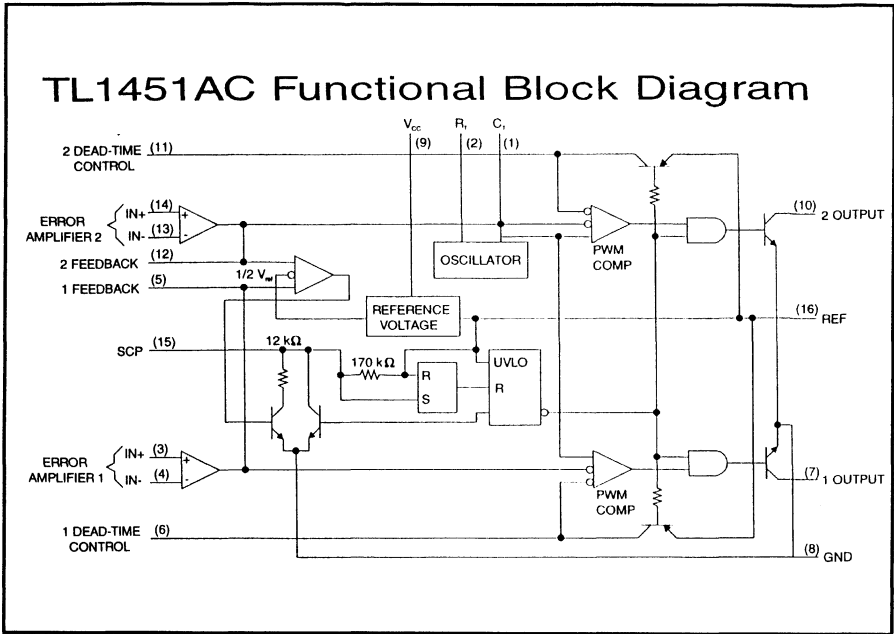 TL1451AC Functional Block Diagram
VCC RT CT
(9) (2) (1)
2 DEAD-TIME (11)
CONTROL
ERROR
AMPLIFIER 2
IN+ (14)
IN- (13)
+
-
2 FEEDBACK (12)
1 FEEDBACK (5)
1/2 Vref
OSCILLATOR
PWM
COMP
(10) 2 OUTPUT
REFERENCE
VOLTAGE
(16) REF
SCP (15)
12 kΩ
170 kΩ
R
S
UVLO
R
ERROR
AMPLIFIER 1
IN+ (3)
IN- (4)
+
-
PWM
COMP
(7) 1 OUTPUT
1 DEAD-TIME (6)
CONTROL
(8) GND